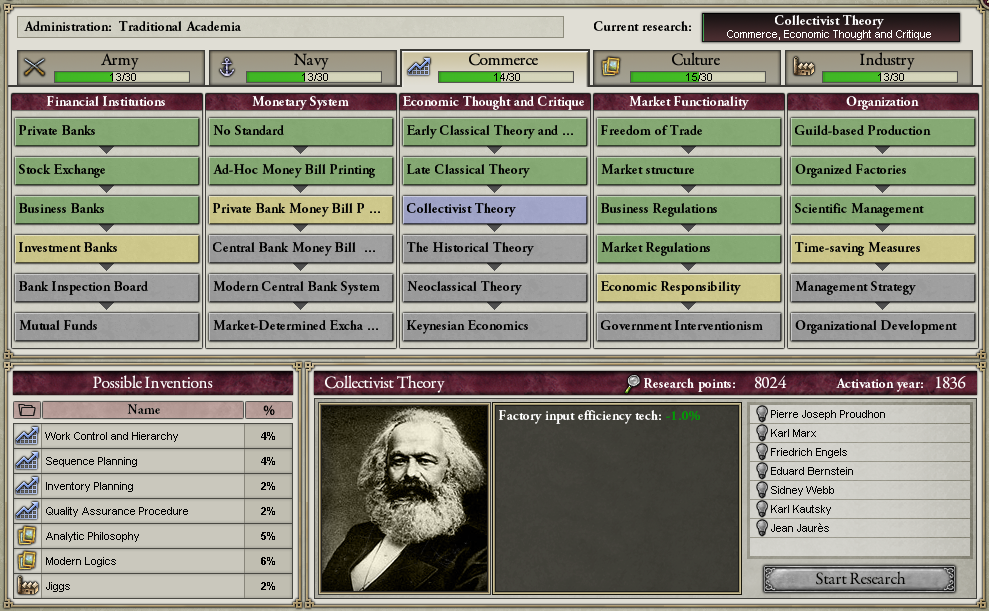 Administration: Traditional Academia
Current research:
Collectivist Theory
Commerce, Economic Thought and Critique
Army
13/30
Navy
13/30
Commerce
14/30
Culture
15/30
Industry
13/30
Financial Institutions
Private Banks
Stock Exchange
Business Banks
Investment Banks
Bank Inspection Board
Mutual Funds
Monetary System
No Standard
Ad-Hoc Money Bill Printing
Private Bank Money Bill P ...
Central Bank Money Bill ...
Modern Central Bank System
Market-Determined Excha ...
Economic Thought and Critique
Early Classical Theory and ...
Late Classical Theory
Collectivist Theory
The Historical Theory
Neoclassical Theory
Keynesian Economics
Market Functionality
Freedom of Trade
Market structure
Business Regulations
Market Regulations
Economic Responsibility
Government Interventionism
Organization
Guild-based Production
Organized Factories
Scientific Management
Time-saving Measures
Management Strategy
Organizational Development
Possible Inventions
Name %
Work Control and Hierarchy 4%
Sequence Planning 4%
Inventory Planning 2%
Quality Assurance Procedure 2%
Analytic Philosophy 5%
Modern Logics 6%
Jiggs 2%
Collectivist Theory
Research points: 8024
Activation year: 1836
Factory input efficiency tech: -1.0%
Pierre Joseph Proudhon
Karl Marx
Friedrich Engels
Eduard Bernstein
Sidney Webb
Karl Kautsky
Jean Jaurès
Start Research